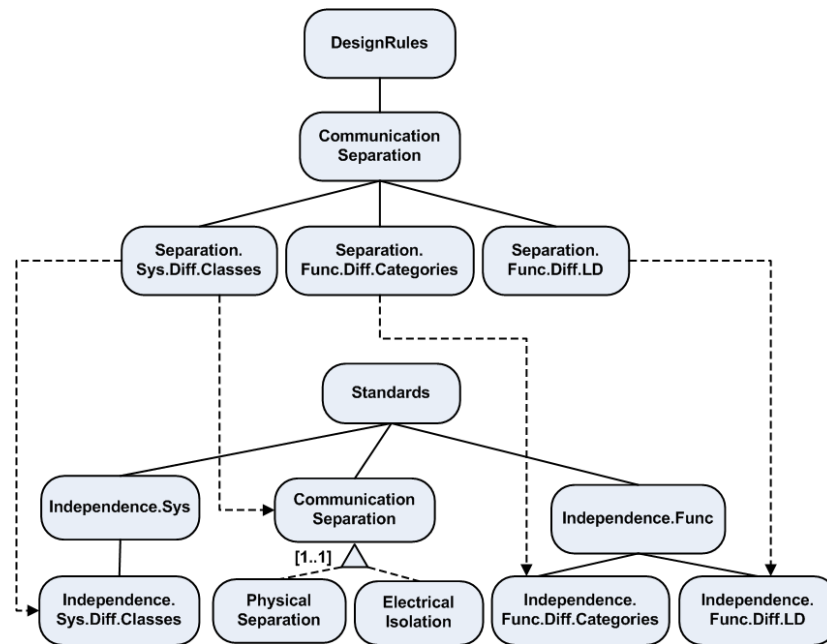 DesignRules
Communication
Separation
Separation.
Sys.Diff.Classes
Separation.
Func.Diff.Categories
Separation.
Func.Diff.LD
Standards
Independence.Sys
Communication
Separation
Independence.Func
[1..1]
Independence.
Sys.Diff.Classes
Physical
Separation
Electrical
Isolation
Independence.
Func.Diff.Categories
Independence.
Func.Diff.LD